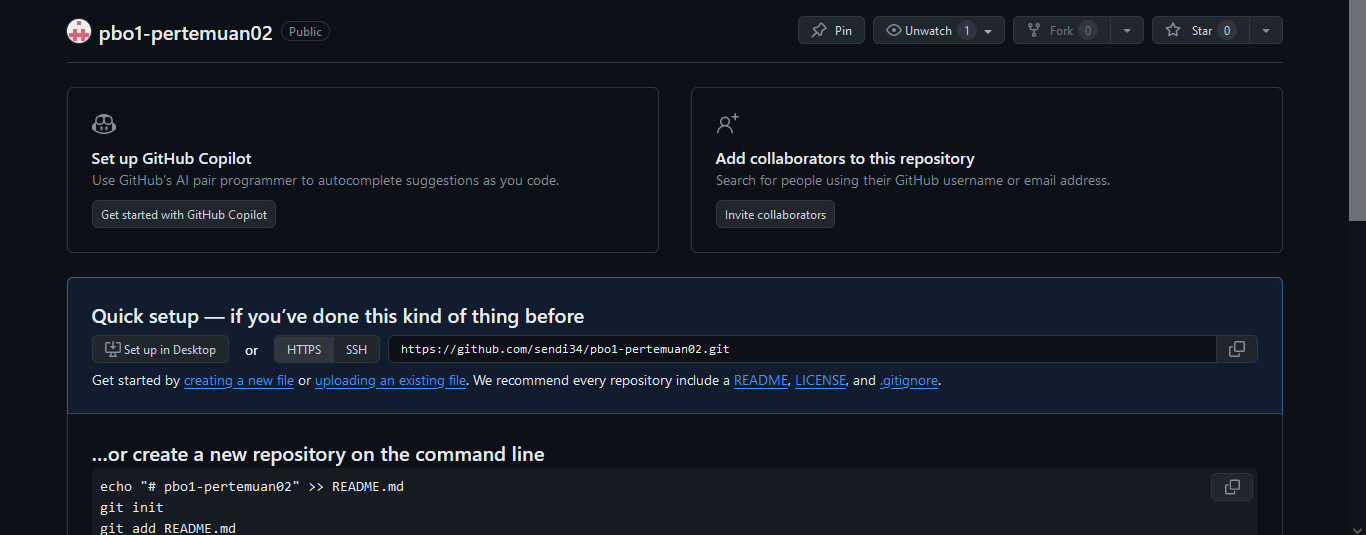 pbo1-pertemuan02 Public Pin Unwatch 1 Fork 0 Star 0
Set up GitHub Copilot
Use GitHub's AI pair programmer to autocomplete suggestions as you code.
Get started with GitHub Copilot
Add collaborators to this repository
Search for people using their GitHub username or email address.
Invite collaborators
Quick setup — if you’ve done this kind of thing before
Set up in Desktop or HTTPS SSH https://github.com/sendi34/pbo1-pertemuan02.git
Get started by creating a new file or uploading an existing file. We recommend every repository include a README, LICENSE, and .gitignore.
…or create a new repository on the command line
echo "# pbo1-pertemuan02" >> README.md
git init
git add README.md